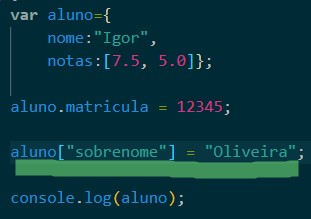 var aluno={
nome:"Igor",
notas:[7.5, 5.0]};
aluno.matricula = 12345;
aluno["sobrenome"] = "Oliveira";
console.log(aluno);